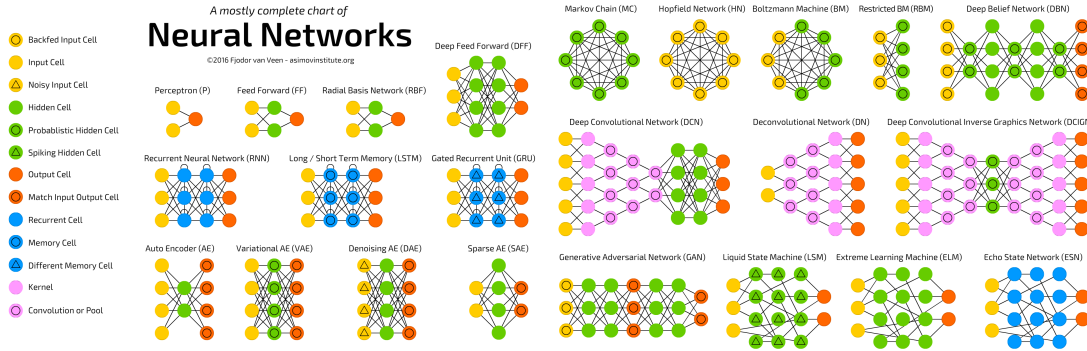 A mostly complete chart of
Neural Networks
©2016 Fjodor van Veen - asimovinstitute.org
Backfed Input Cell
Input Cell
Noisy Input Cell
Hidden Cell
Probablistic Hidden Cell
Spiking Hidden Cell
Output Cell
Match Input Output Cell
Recurrent Cell
Memory Cell
Different Memory Cell
Kernel
Convolution or Pool
Perceptron (P)
Feed Forward (FF)
Radial Basis Network (RBF)
Deep Feed Forward (DFF)
Recurrent Neural Network (RNN)
Long / Short Term Memory (LSTM)
Gated Recurrent Unit (GRU)
Auto Encoder (AE)
Variational AE (VAE)
Denoising AE (DAE)
Sparse AE (SAE)
Markov Chain (MC)
Hopfield Network (HN)
Boltzmann Machine (BM)
Restricted BM (RBM)
Deep Belief Network (DBN)
Deep Convolutional Network (DCN)
Deconvolutional Network (DN)
Deep Convolutional Inverse Graphics Network (DCIGN
Generative Adversarial Network (GAN)
Liquid State Machine (LSM)
Extreme Learning Machine (ELM)
Echo State Network (ESN)